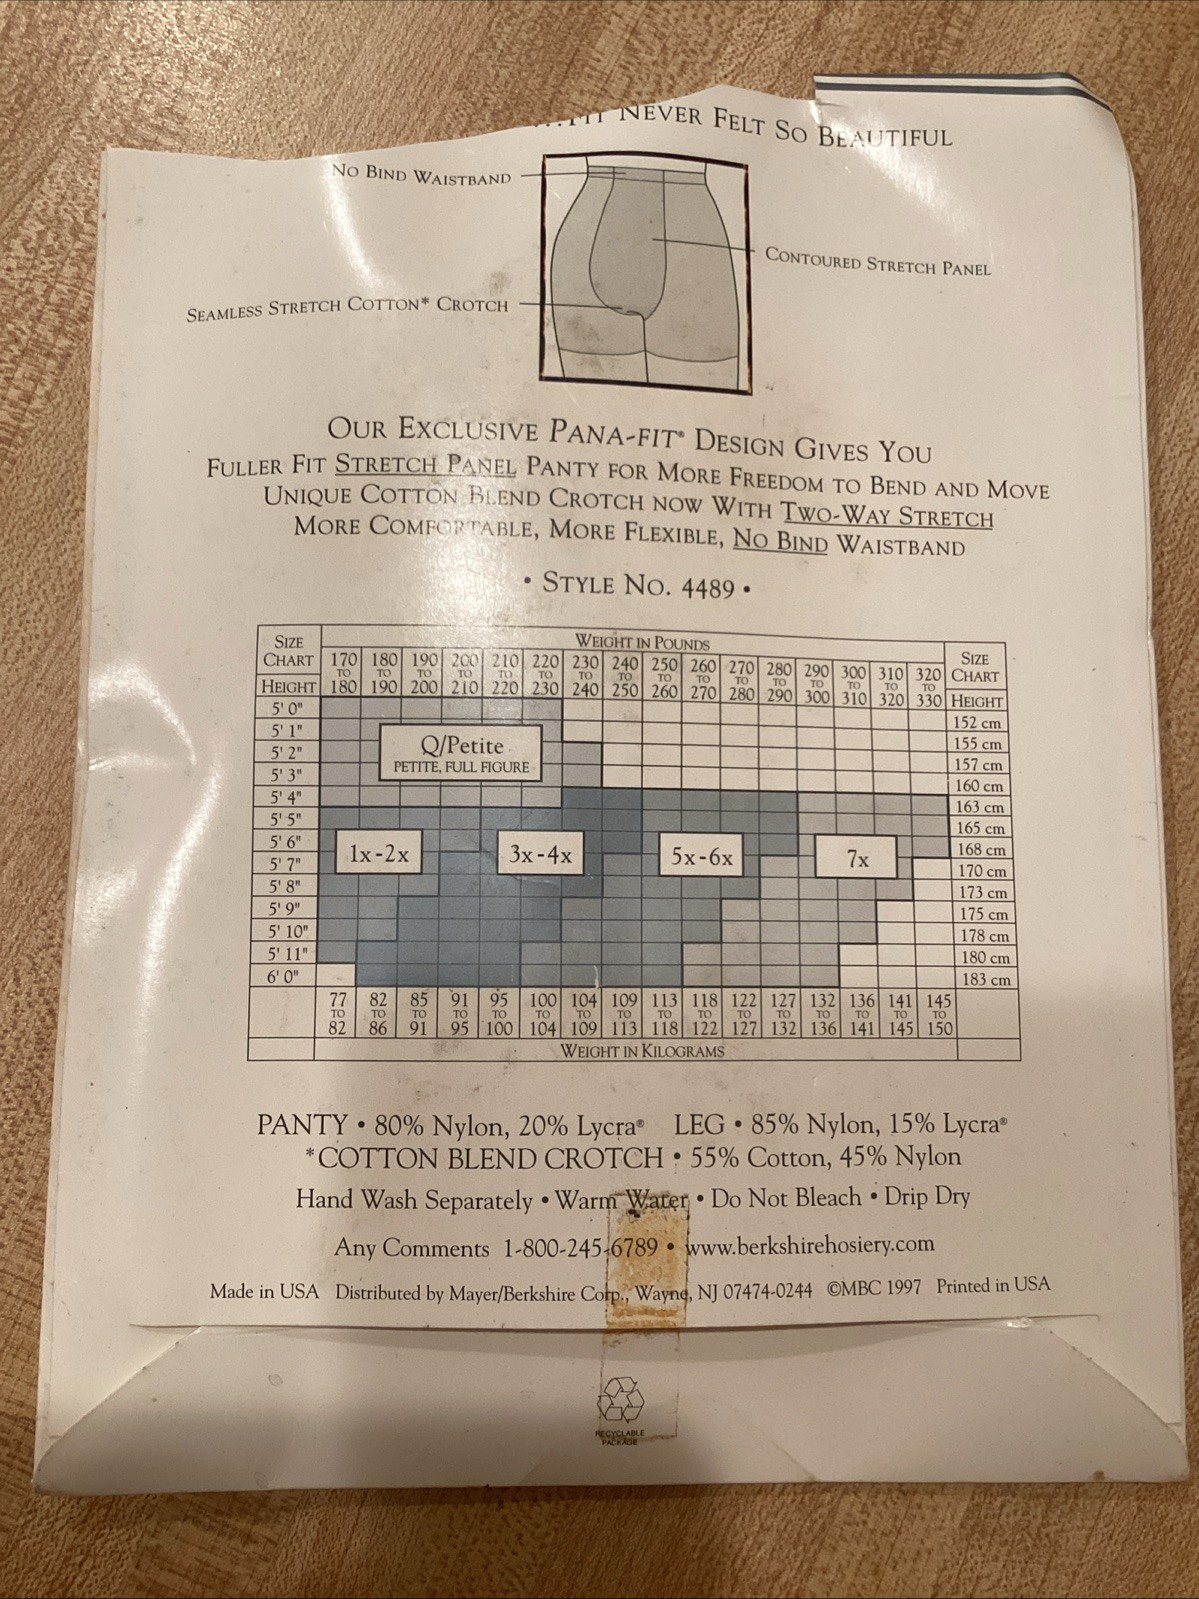 FIT NEVER FELT SO BEAUTIFUL
NO BIND WAISTBAND
CONTOURED STRETCH PANEL
SEAMLESS STRETCH COTTON* CROTCH
OUR EXCLUSIVE PANA-FIT® DESIGN GIVES YOU
FULLER FIT STRETCH PANEL PANTY FOR MORE FREEDOM TO BEND AND MOVE
UNIQUE COTTON BLEND CROTCH NOW WITH TWO-WAY STRETCH
MORE COMFORTABLE, MORE FLEXIBLE, NO BIND WAISTBAND
• STYLE NO. 4489 •
SIZE CHART WEIGHT IN POUNDS SIZE CHART
170 180 190 200 210 220 230 240 250 260 270 280 290 300 310 320
TO TO TO TO TO TO TO TO TO TO TO TO TO TO TO TO
HEIGHT 180 190 200 210 220 230 240 250 260 270 280 290 300 310 320 330 HEIGHT
5' 0" 152 cm
5' 1" 155 cm
Q/Petite
5' 2" 157 cm
PETITE, FULL FIGURE
5' 3" 160 cm
5' 4" 163 cm
5' 5" 165 cm
5' 6" 168 cm
1x-2x 3x-4x 5x-6x 7x
5' 7" 170 cm
5' 8" 173 cm
5' 9" 175 cm
5' 10" 178 cm
5' 11" 180 cm
6' 0" 183 cm
77 82 85 91 95 100 104 109 113 118 122 127 132 136 141 145
TO TO TO TO TO TO TO TO TO TO TO TO TO TO TO TO
82 86 91 95 100 104 109 113 118 122 127 132 136 141 145 150
WEIGHT IN KILOGRAMS
PANTY • 80% Nylon, 20% Lycra® LEG • 85% Nylon, 15% Lycra®
*COTTON BLEND CROTCH • 55% Cotton, 45% Nylon
Hand Wash Separately • Warm Water • Do Not Bleach • Drip Dry
Any Comments 1-800-245-6789 • www.berkshirehosiery.com
Made in USA Distributed by Mayer/Berkshire Corp., Wayne, NJ 07474-0244 ©MBC 1997 Printed in USA
RECYCLABLE
PACKAGE